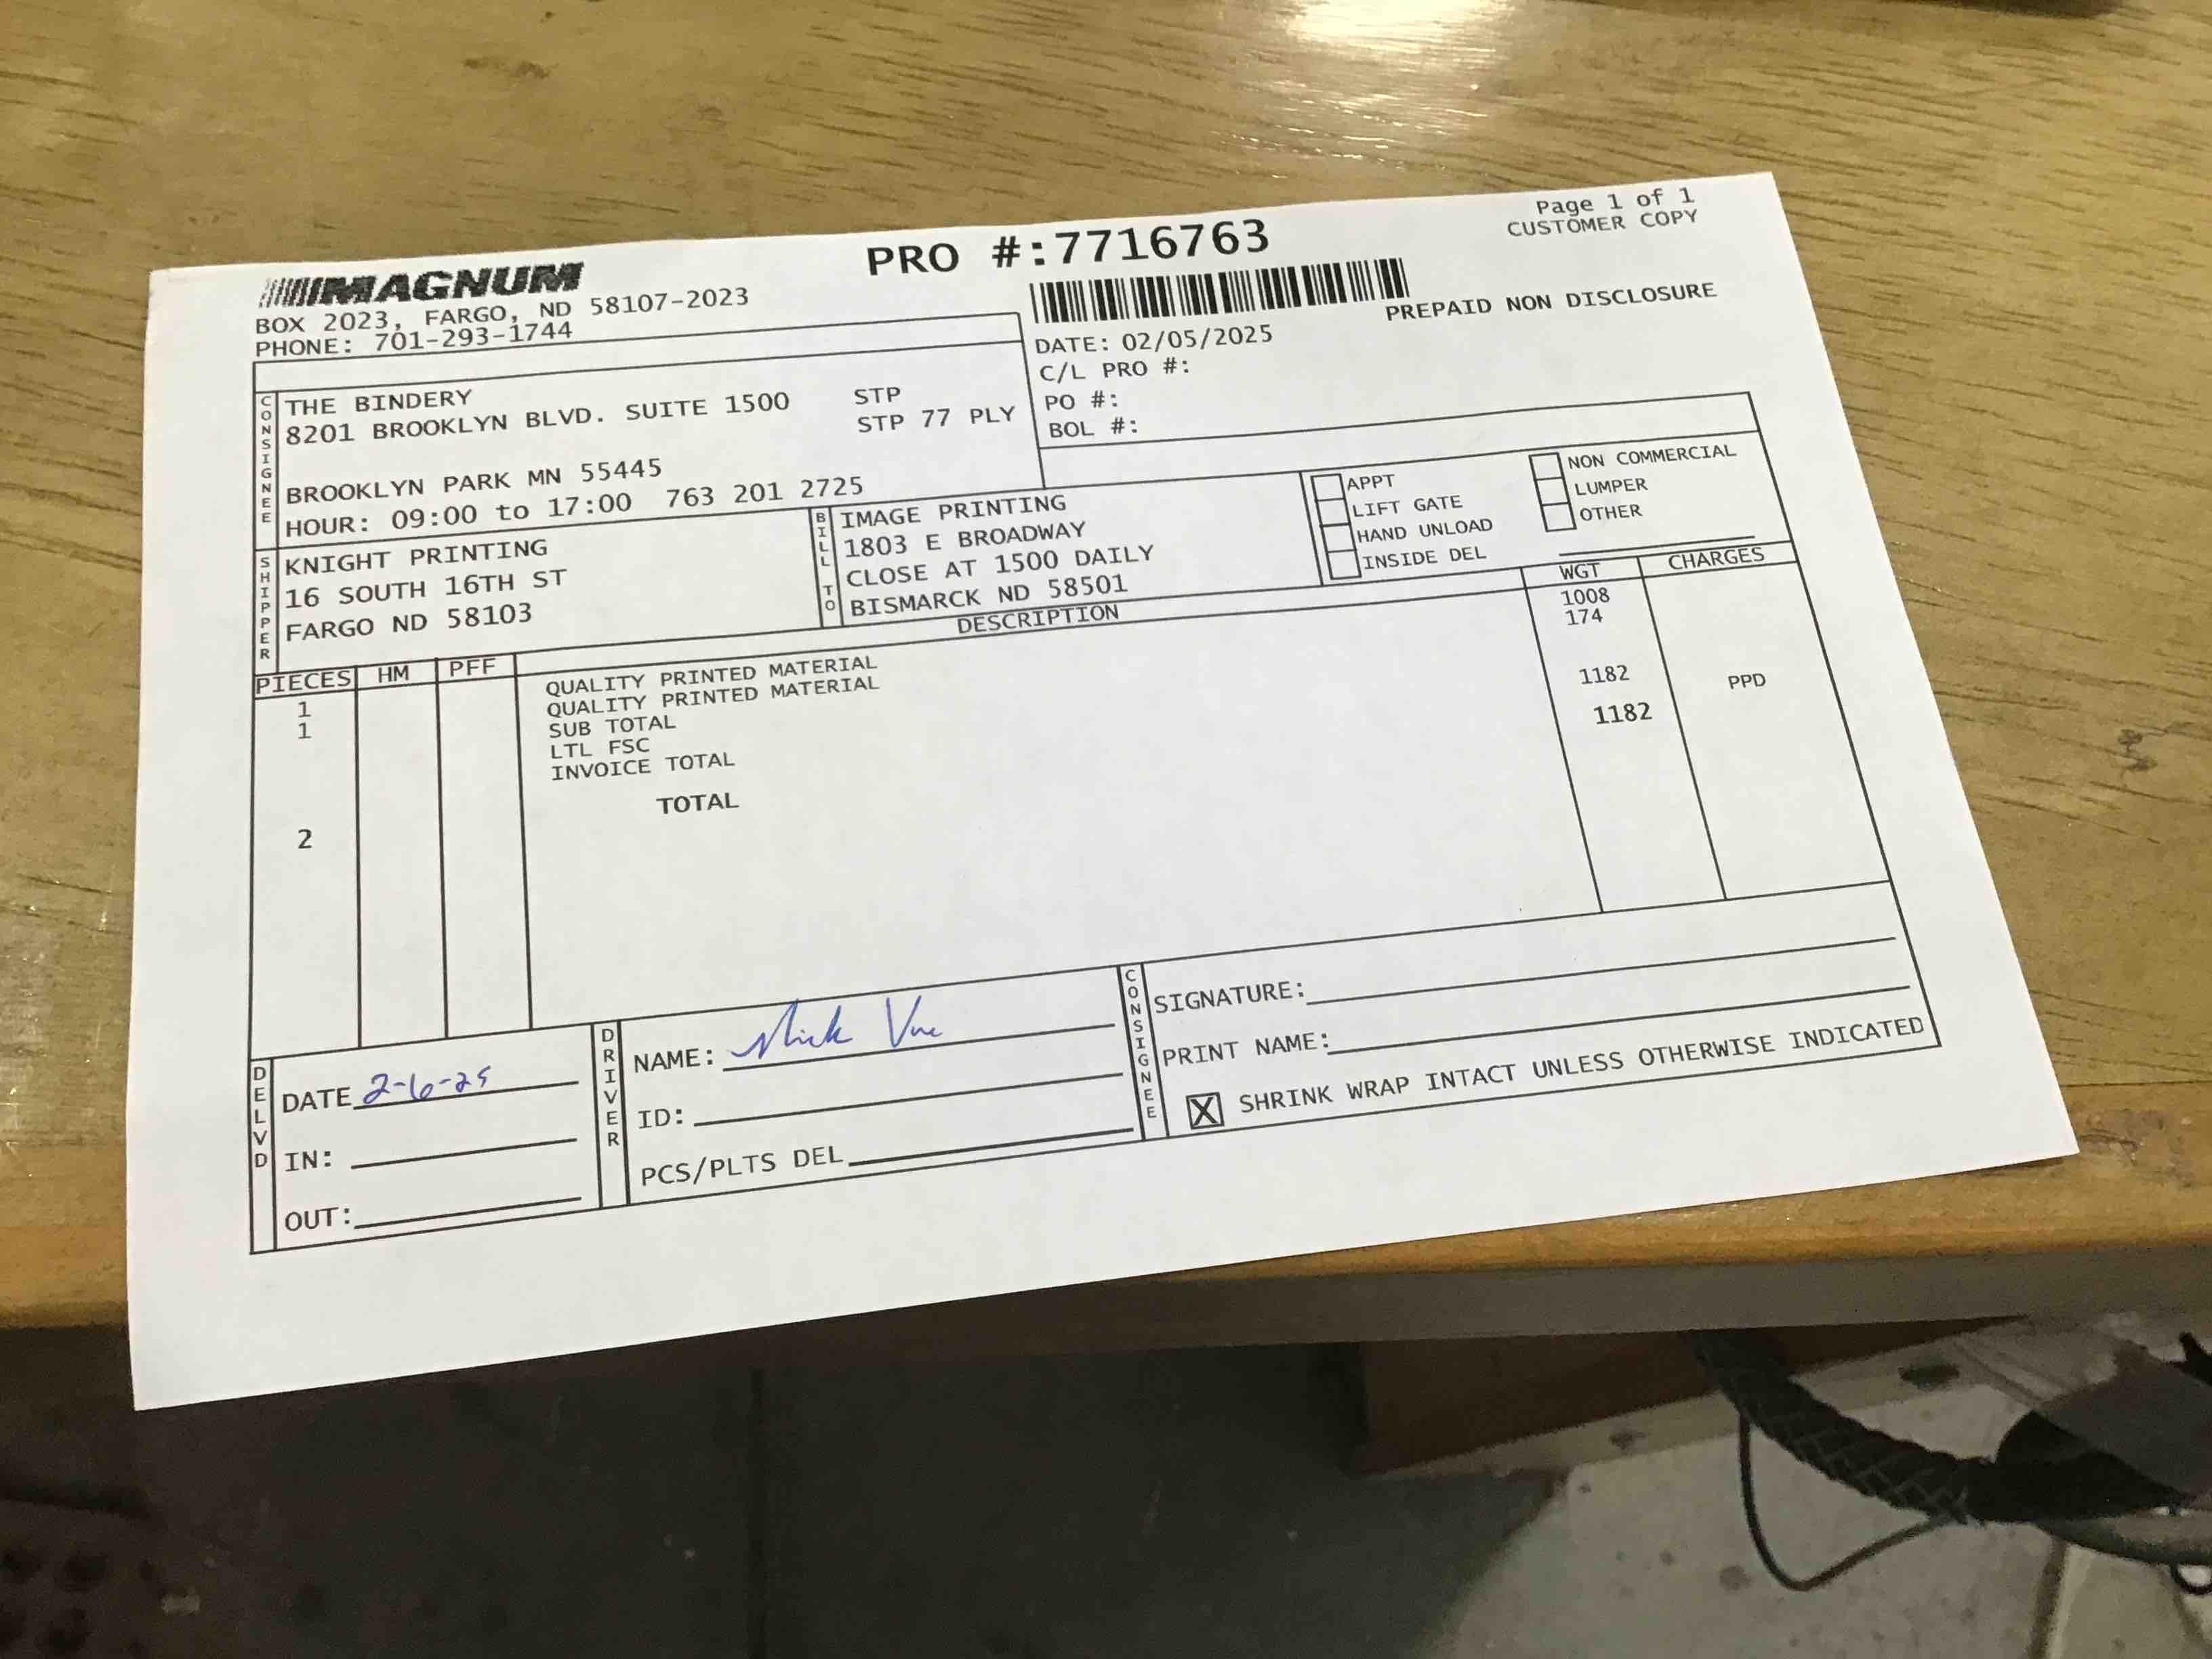 Page 1 of 1
CUSTOMER COPY
PRO #:7716763
MAGNUM
BOX 2023, FARGO, ND 58107-2023
PHONE: 701-293-1744
PREPAID NON DISCLOSURE
DATE: 02/05/2025
C/L PRO #:
PO #:
BOL #:
CONSIGNEE
THE BINDERY STP
8201 BROOKLYN BLVD. SUITE 1500 STP 77 PLY
BROOKLYN PARK MN 55445
HOUR: 09:00 to 17:00 763 201 2725
SHIPPER
KNIGHT PRINTING
16 SOUTH 16TH ST
FARGO ND 58103
BILL TO
IMAGE PRINTING
1803 E BROADWAY
CLOSE AT 1500 DAILY
BISMARCK ND 58501
APPT
LIFT GATE
HAND UNLOAD
INSIDE DEL
NON COMMERCIAL
LUMPER
OTHER
PIECES HM PFF DESCRIPTION WGT CHARGES
1 QUALITY PRINTED MATERIAL 1008
1 QUALITY PRINTED MATERIAL 174
SUB TOTAL
LTL FSC
INVOICE TOTAL 1182 PPD
2 TOTAL 1182
DELVD
DATE 2-6-25
IN:
OUT:
DRIVER
NAME: Nick Vue
ID:
PCS/PLTS DEL
CONSIGNEE
SIGNATURE:
PRINT NAME:
X SHRINK WRAP INTACT UNLESS OTHERWISE INDICATED